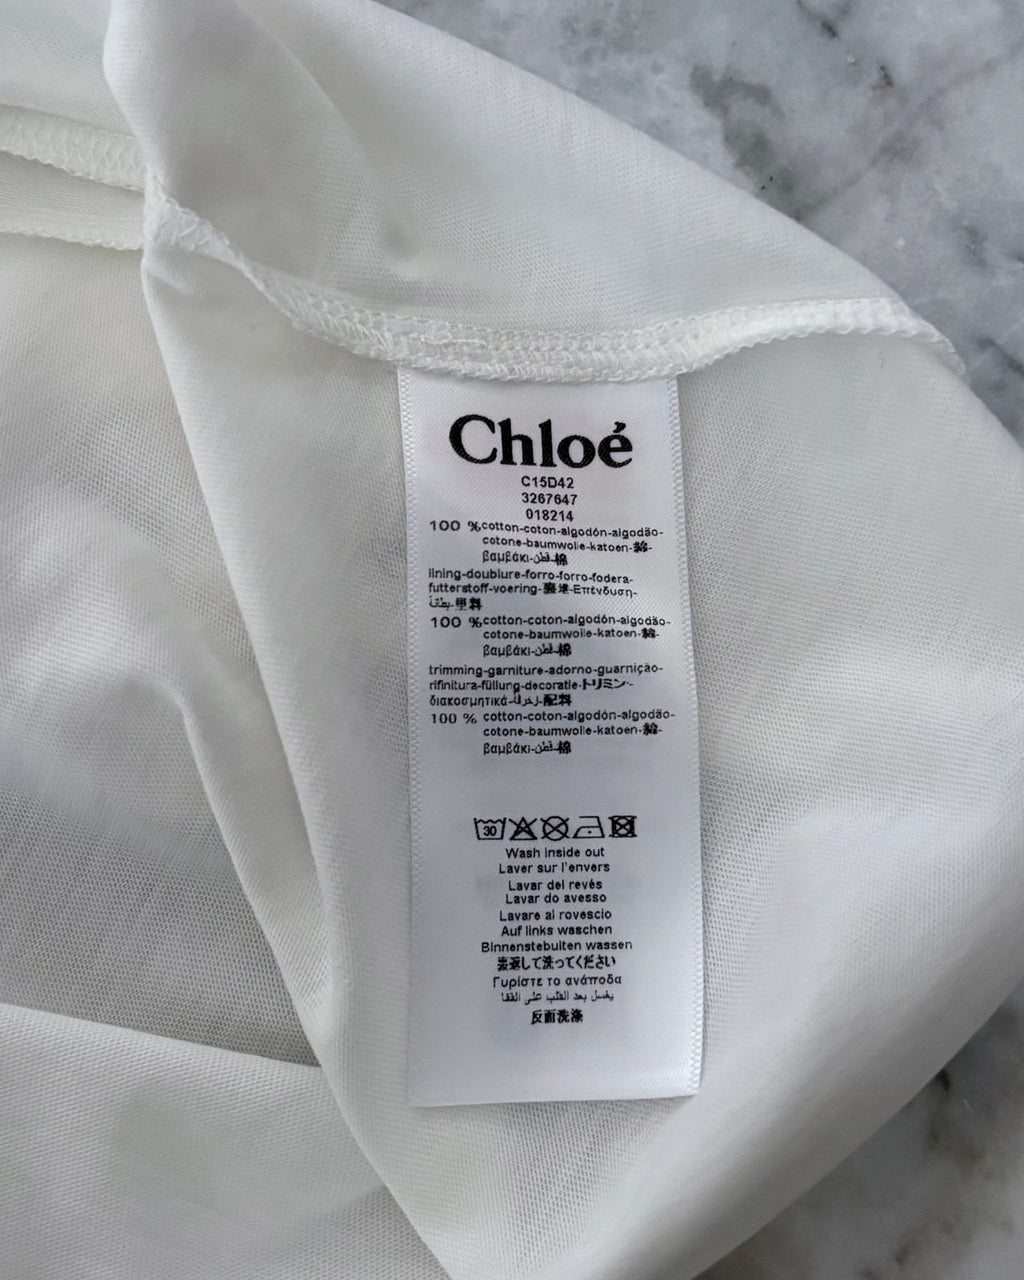 Chloé
C15D42
3267647
018214
100 % cotton-coton-algodón-algodão-
cotone-baumwolle-katoen-綿-
βαμβάκι-قطن-棉
lining-doublure-forro-forro-fodera-
futterstoff-voering-裏地-Επένδυση-
بطانة-里料
100 % cotton-coton-algodón-algodão-
cotone-baumwolle-katoen-綿-
βαμβάκι-قطن-棉
trimming-garniture-adorno-guarnição-
rifinitura-füllung-decoratie-トリミン-
διακοσμητικά-زخرفة-配料
100 % cotton-coton-algodón-algodão-
cotone-baumwolle-katoen-綿-
βαμβάκι-قطن-棉
30
Wash inside out
Laver sur l'envers
Lavar del revés
Lavar do avesso
Lavare al rovescio
Auf links waschen
Binnenstebuiten wassen
裏返して洗ってください
Γυρίστε το ανάποδα
يغسل بعد القلب على القفا
反面洗涤